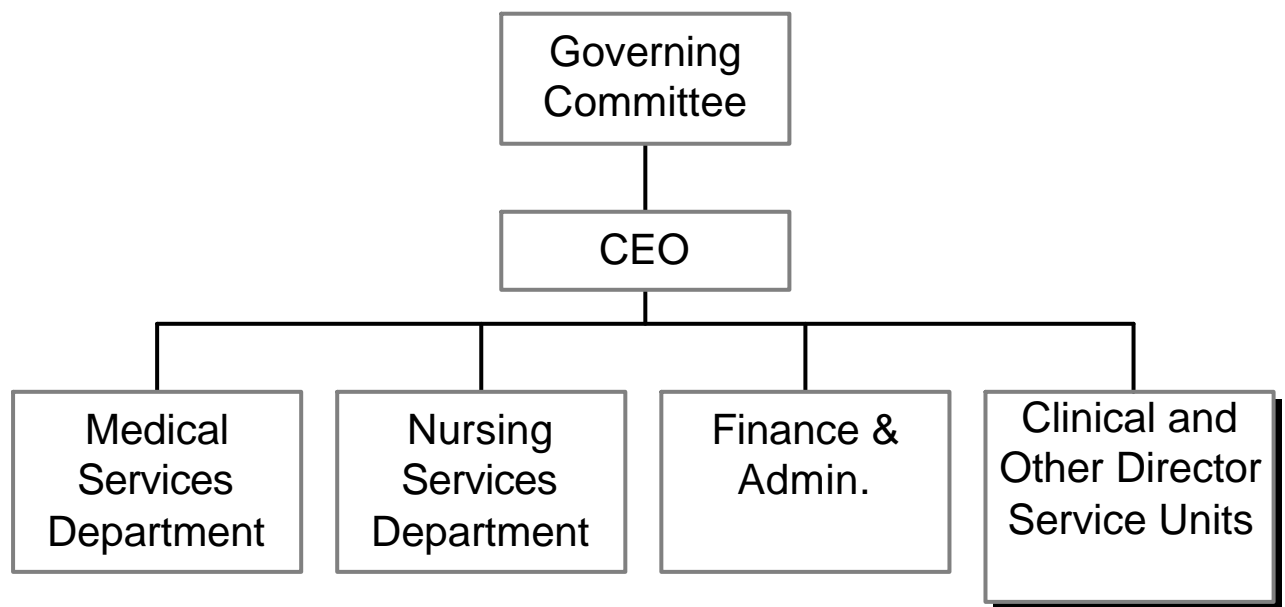 Governing
Committee
CEO
Medical
Services
Department
Nursing
Services
Department
Finance &
Admin.
Clinical and
Other Director
Service Units